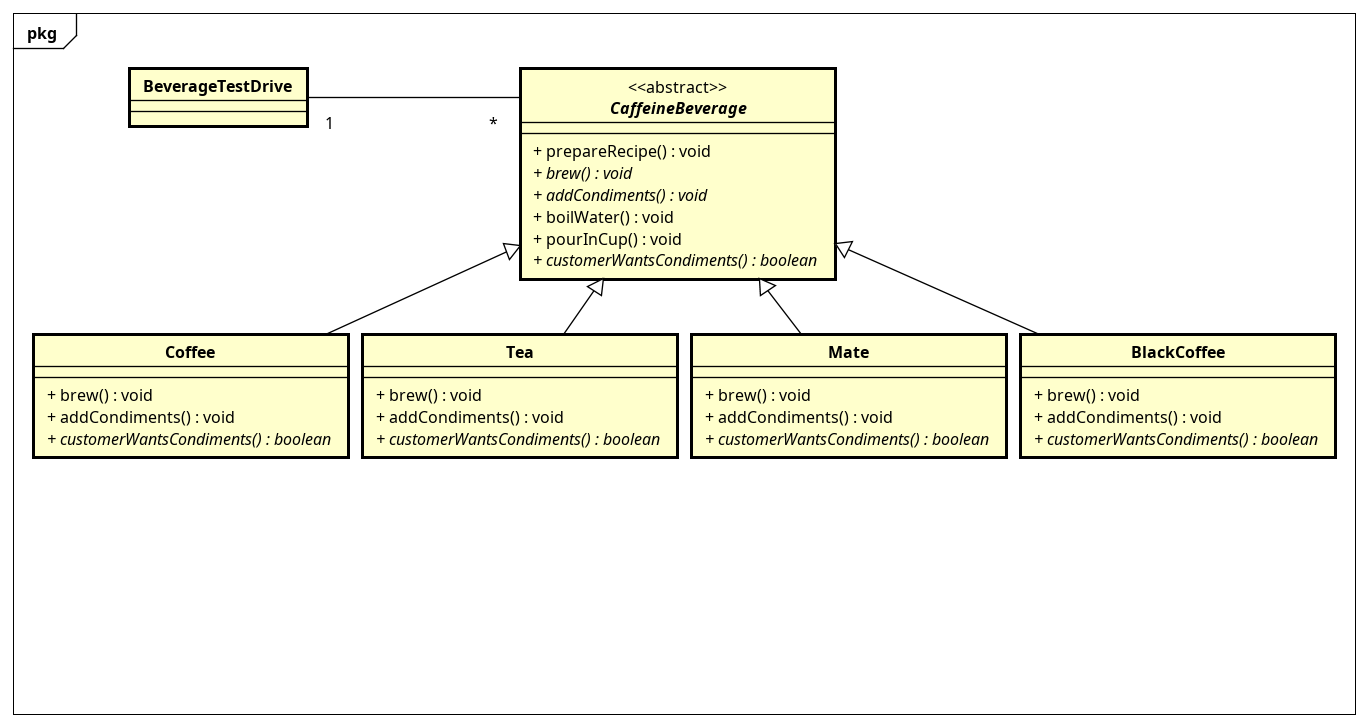 pkg
BeverageTestDrive
1
*
<<abstract>>
CaffeineBeverage
+ prepareRecipe() : void
+ brew() : void
+ addCondiments() : void
+ boilWater() : void
+ pourInCup() : void
+ customerWantsCondiments() : boolean
Coffee
+ brew() : void
+ addCondiments() : void
+ customerWantsCondiments() : boolean
Tea
+ brew() : void
+ addCondiments() : void
+ customerWantsCondiments() : boolean
Mate
+ brew() : void
+ addCondiments() : void
+ customerWantsCondiments() : boolean
BlackCoffee
+ brew() : void
+ addCondiments() : void
+ customerWantsCondiments() : boolean